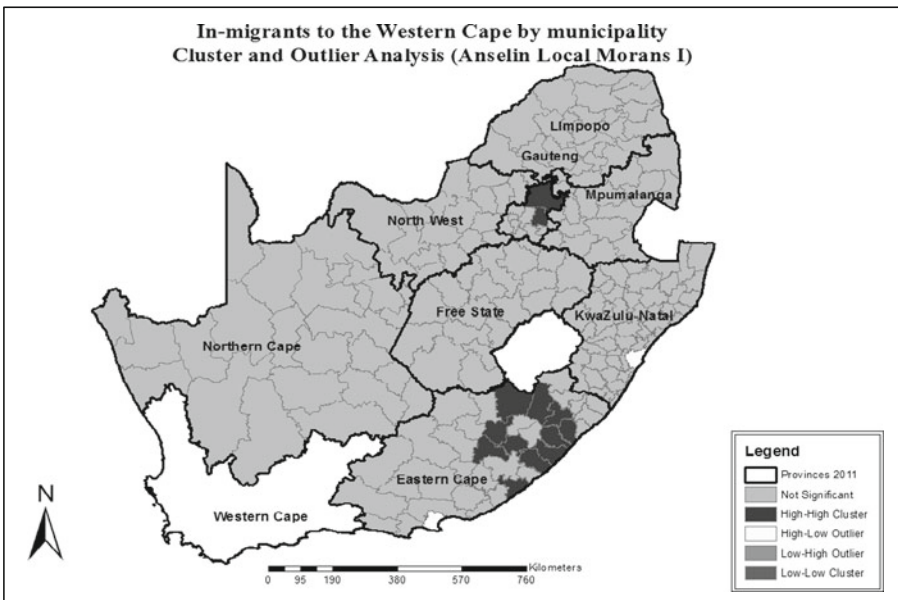 In-migrants to the Western Cape by municipality
Cluster and Outlier Analysis (Anselin Local Morans I)
Limpopo
Gauteng
Mpumalanga
North West
Free State
KwaZulu-Natal
Northern Cape
Eastern Cape
Western Cape
N
Kilometers
0 95 190 380 570 760
Legend
Provinces 2011
Not Significant
High-High Cluster
High-Low Outlier
Low-High Outlier
Low-Low Cluster